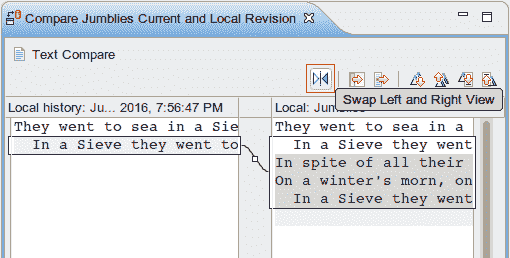 Compare Jumblies Current and Local Revision
Text Compare
Swap Left and Right View
Local history: Ju... 2016, 7:56:47 PM
Local: Jumblies
They went to sea in a Sie
In a Sieve they went to
They went to sea in a
In a Sieve they went
In spite of all their
On a winter's morn, on
In a Sieve they went